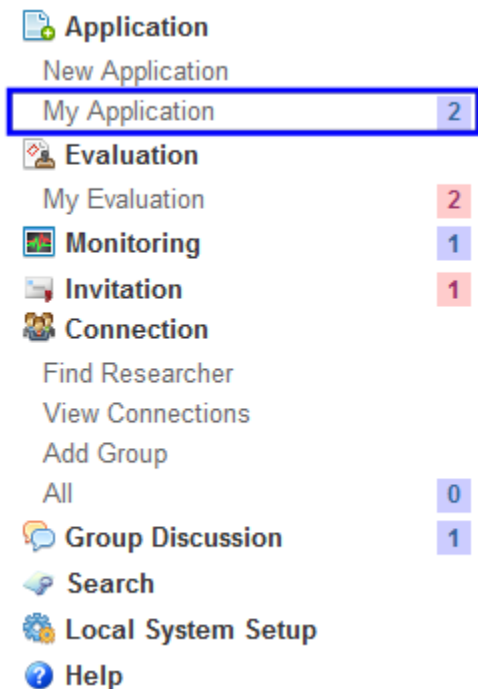 Application
New Application
My Application 2
Evaluation
My Evaluation 2
Monitoring 1
Invitation 1
Connection
Find Researcher
View Connections
Add Group
All 0
Group Discussion 1
Search
Local System Setup
Help